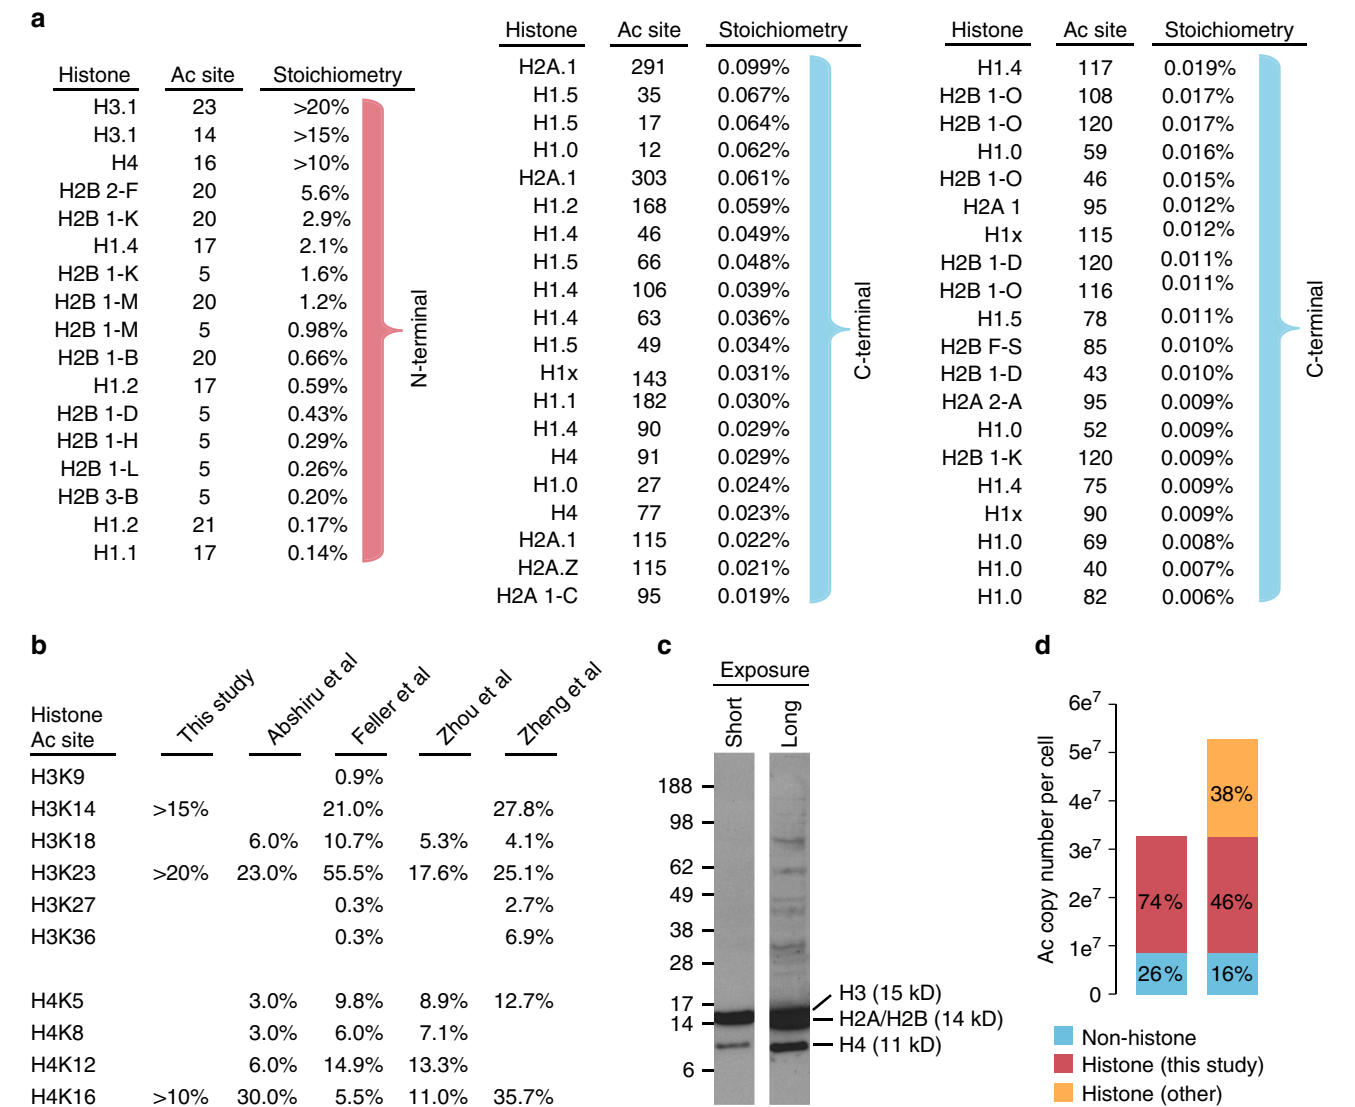 a
Histone Ac site Stoichiometry
H3.1 23 >20%
H3.1 14 >15%
H4 16 >10%
H2B 2-F 20 5.6%
H2B 1-K 20 2.9%
H1.4 17 2.1%
H2B 1-K 5 1.6%
H2B 1-M 20 1.2%
H2B 1-M 5 0.98%
H2B 1-B 20 0.66%
H1.2 17 0.59%
H2B 1-D 5 0.43%
H2B 1-H 5 0.29%
H2B 1-L 5 0.26%
H2B 3-B 5 0.20%
H1.2 21 0.17%
H1.1 17 0.14%
N-terminal
Histone Ac site Stoichiometry
H2A.1 291 0.099%
H1.5 35 0.067%
H1.5 17 0.064%
H1.0 12 0.062%
H2A.1 303 0.061%
H1.2 168 0.059%
H1.4 46 0.049%
H1.5 66 0.048%
H1.4 106 0.039%
H1.4 63 0.036%
H1.5 49 0.034%
H1x 143 0.031%
H1.1 182 0.030%
H1.4 90 0.029%
H4 91 0.029%
H1.0 27 0.024%
H4 77 0.023%
H2A.1 115 0.022%
H2A.Z 115 0.021%
H2A 1-C 95 0.019%
C-terminal
Histone Ac site Stoichiometry
H1.4 117 0.019%
H2B 1-O 108 0.017%
H2B 1-O 120 0.017%
H1.0 59 0.016%
H2B 1-O 46 0.015%
H2A 1 95 0.012%
H1x 115 0.012%
H2B 1-D 120 0.011%
H2B 1-O 116 0.011%
H1.5 78 0.011%
H2B F-S 85 0.010%
H2B 1-D 43 0.010%
H2A 2-A 95 0.009%
H1.0 52 0.009%
H2B 1-K 120 0.009%
H1.4 75 0.009%
H1x 90 0.009%
H1.0 69 0.008%
H1.0 40 0.007%
H1.0 82 0.006%
C-terminal
b
Histone
Ac site This study Abshiru et al Feller et al Zhou et al Zheng et al
H3K9 0.9%
H3K14 >15% 21.0% 27.8%
H3K18 6.0% 10.7% 5.3% 4.1%
H3K23 >20% 23.0% 55.5% 17.6% 25.1%
H3K27 0.3% 2.7%
H3K36 0.3% 6.9%
H4K5 3.0% 9.8% 8.9% 12.7%
H4K8 3.0% 6.0% 7.1%
H4K12 6.0% 14.9% 13.3%
H4K16 >10% 30.0% 5.5% 11.0% 35.7%
c
Exposure
Short Long
188
98
62
49
38
28
17
14
6
H3 (15 kD)
H2A/H2B (14 kD)
H4 (11 kD)
d
Ac copy number per cell
6e⁷
5e⁷
4e⁷
3e⁷
2e⁷
1e⁷
0
38%
74% 46%
26% 16%
Non-histone
Histone (this study)
Histone (other)